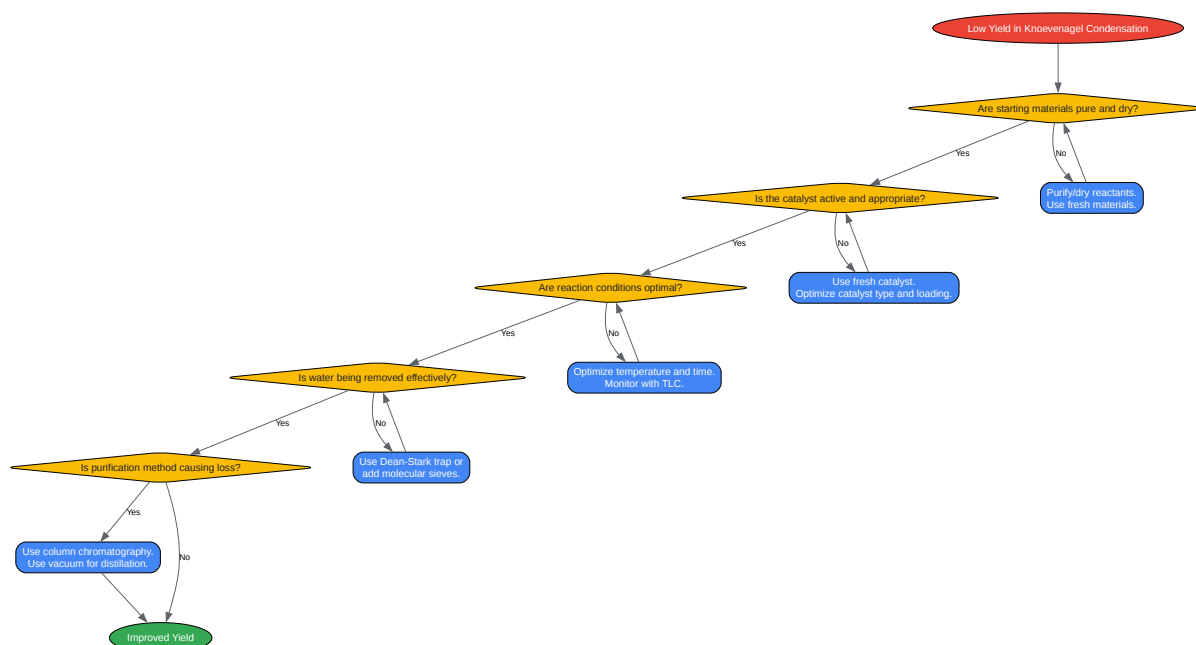 Low Yield in Knoevenagel Condensation
Are starting materials pure and dry?
Yes
No
Purify/dry reactants.
Use fresh materials.
Is the catalyst active and appropriate?
Yes
No
Use fresh catalyst.
Optimize catalyst type and loading.
Are reaction conditions optimal?
Yes
No
Optimize temperature and time.
Monitor with TLC.
Is water being removed effectively?
Yes
No
Use Dean-Stark trap or
add molecular sieves.
Is purification method causing loss?
Yes
No
Use column chromatography.
Use vacuum for distillation.
Improved Yield